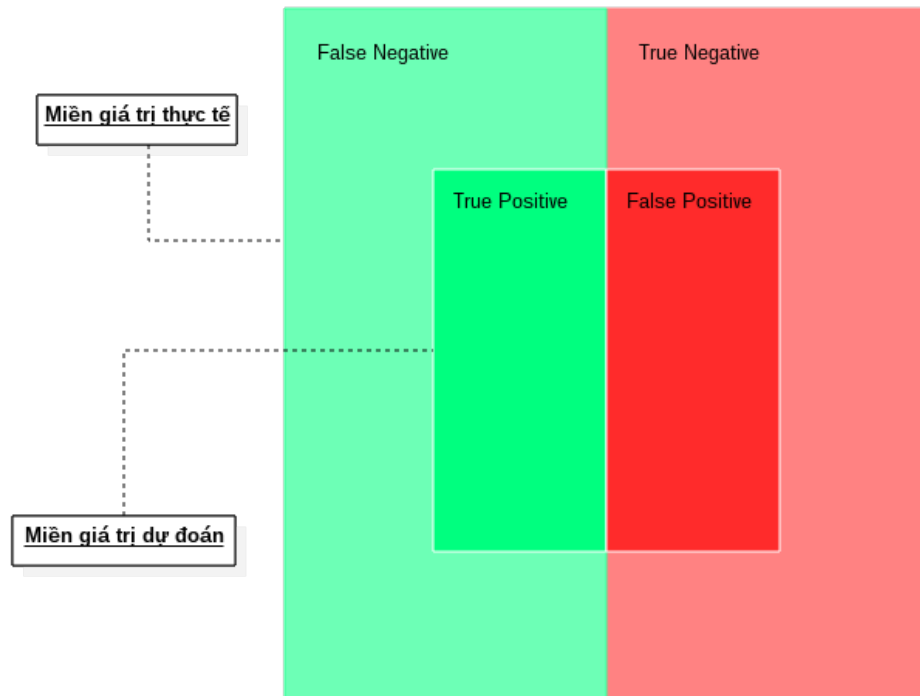 False Negative
True Negative
Miền giá trị thực tế
True Positive
False Positive
Miền giá trị dự đoán